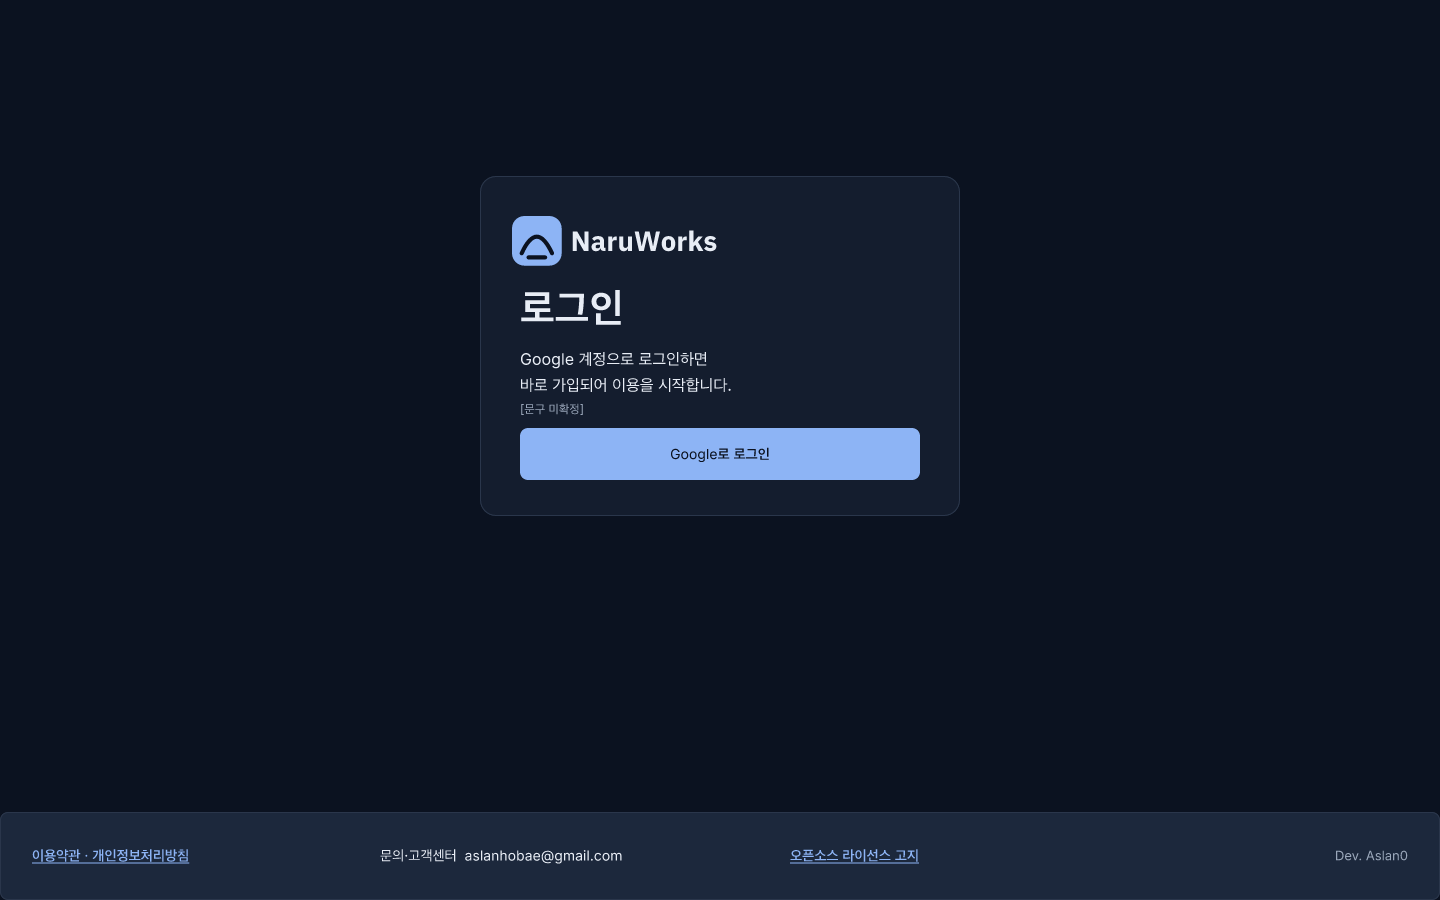 NaruWorks
로그인
Google 계정으로 로그인하면
바로 가입되어 이용을 시작합니다.
[문구 미확정]
Google로 로그인
이용약관 · 개인정보처리방침
문의·고객센터 aslanhobae@gmail.com
오픈소스 라이선스 고지
Dev. Aslan0